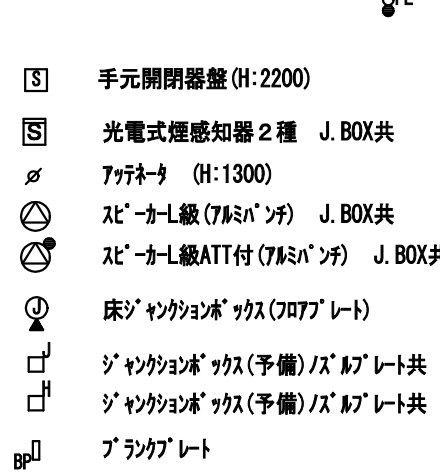 S 手元開閉器盤(H:2200)
S 光電式煙感知器2種 J.BOX共
アッテネータ (H:1300)
スピーカーL級(アルミパンチ) J.BOX共
スピーカーL級ATT付(アルミパンチ) J.BOX共
J 床ジャンクションボックス(フロアプレート)
J ジャンクションボックス(予備)ノズルプレート共
H ジャンクションボックス(予備)ノズルプレート共
BP ブランクプレート